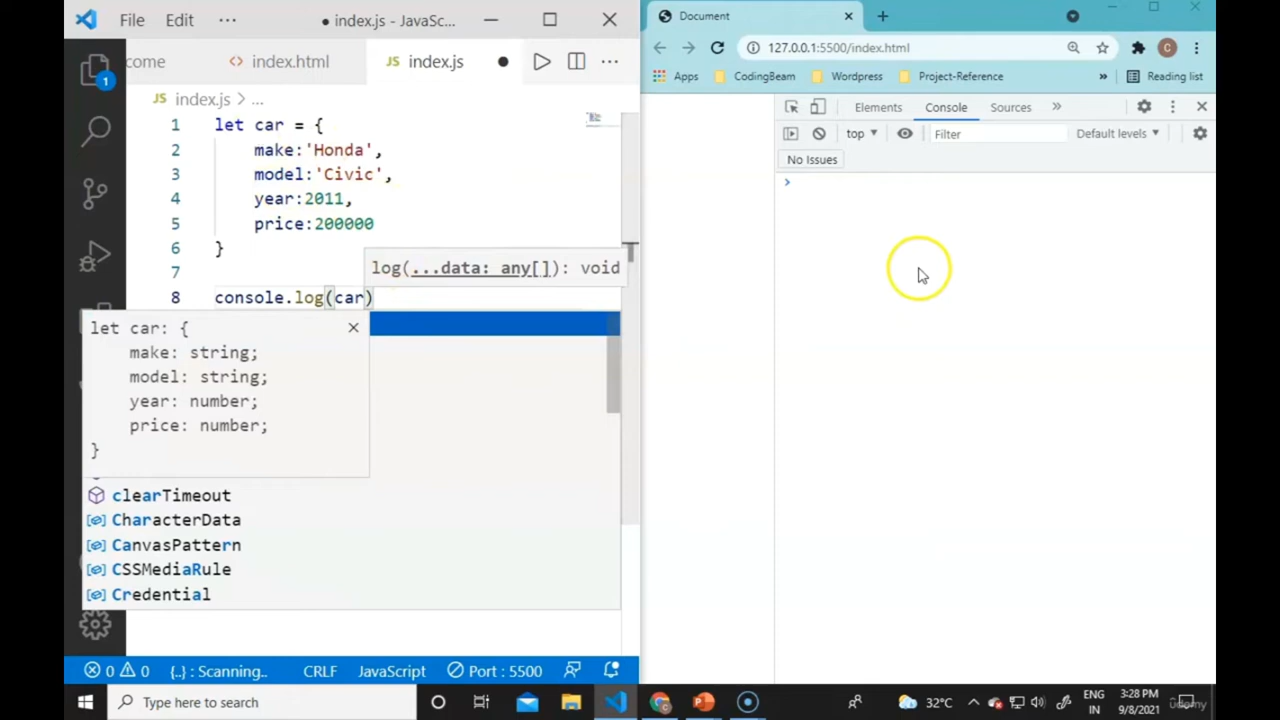 File Edit ··· ● index.js - JavaSc...
come <> index.html JS index.js ● ···
JS index.js > ...
1 let car = {
2 make:'Honda',
3 model:'Civic',
4 year:2011,
5 price:200000
6 }
7
log(...data: any[]): void
8 console.log(car)
let car: {
make: string;
model: string;
year: number;
price: number;
}
clearTimeout
CharacterData
CanvasPattern
CSSMediaRule
Credential
1
0 0 {..} : Scanning.. CRLF JavaScript Port : 5500
Document
127.0.0.1:5500/index.html
C
Apps CodingBeam Wordpress Project-Reference » Reading list
Elements Console Sources »
top Filter Default levels
No Issues
Type here to search
32°C ENG IN 3:28 PM 9/8/2021
Udemy